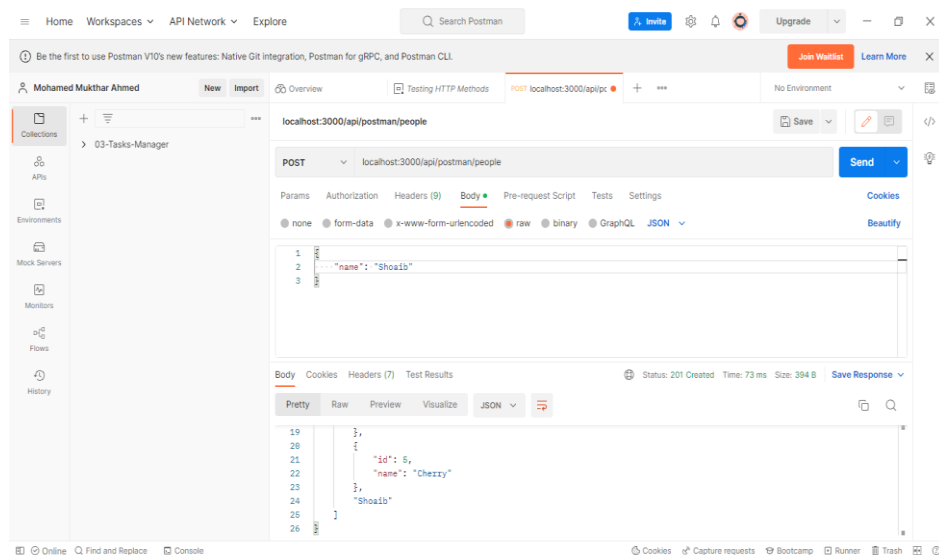 Home Workspaces API Network Explore Search Postman Invite Upgrade
Be the first to use Postman V10's new features: Native Git integration, Postman for gRPC, and Postman CLI. Join Waitlist Learn More
Mohamed Mukthar Ahmed New Import Overview Testing HTTP Methods POST localhost:3000/api/pc No Environment
Collections
03-Tasks-Manager
APIs
Environments
Mock Servers
Monitors
Flows
History
localhost:3000/api/postman/people Save
POST localhost:3000/api/postman/people Send
Params Authorization Headers (9) Body Pre-request Script Tests Settings Cookies
none form-data x-www-form-urlencoded raw binary GraphQL JSON Beautify
1 {
2 "name": "Shoaib"
3 }
Body Cookies Headers (7) Test Results Status: 201 Created Time: 73 ms Size: 394 B Save Response
Pretty Raw Preview Visualize JSON
19 },
20 {
21 "id": 5,
22 "name": "Cherry"
23 },
24 "Shoaib"
25 ]
26 }
Online Find and Replace Console Cookies Capture requests Bootcamp Runner Trash